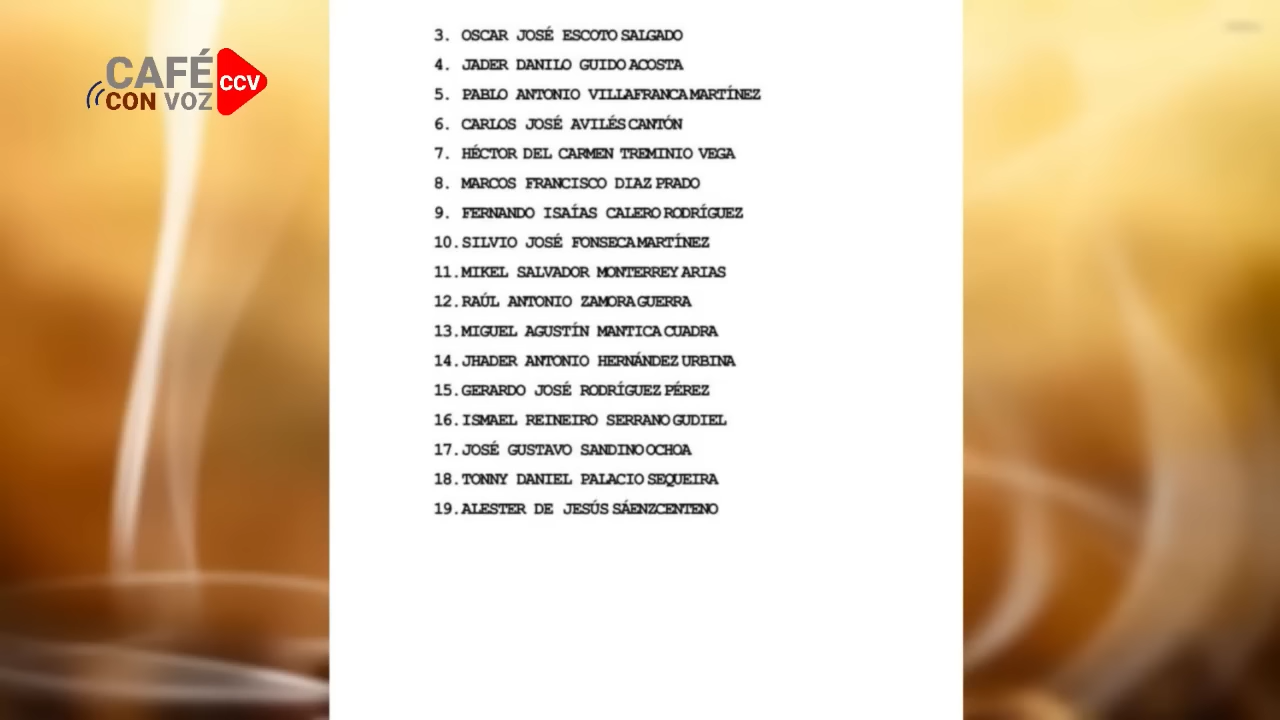 CAFÉ
CON VOZ
CCV
3. OSCAR JOSÉ ESCOTO SALGADO
4. JADER DANILO GUIDO ACOSTA
5. PABLO ANTONIO VILLAFRANCA MARTÍNEZ
6. CARLOS JOSÉ AVILÉS CANTÓN
7. HÉCTOR DEL CARMEN TREMINIO VEGA
8. MARCOS FRANCISCO DIAZ PRADO
9. FERNANDO ISAÍAS CALERO RODRÍGUEZ
10. SILVIO JOSÉ FONSECA MARTÍNEZ
11. MIKEL SALVADOR MONTERREY ARIAS
12. RAÚL ANTONIO ZAMORA GUERRA
13. MIGUEL AGUSTÍN MANTICA CUADRA
14. JHADER ANTONIO HERNÁNDEZ URBINA
15. GERARDO JOSÉ RODRÍGUEZ PÉREZ
16. ISMAEL REINEIRO SERRANO GUDIEL
17. JOSÉ GUSTAVO SANDINO OCHOA
18. TONNY DANIEL PALACIO SEQUEIRA
19. ALESTER DE JESÚS SÁENZ CENTENO